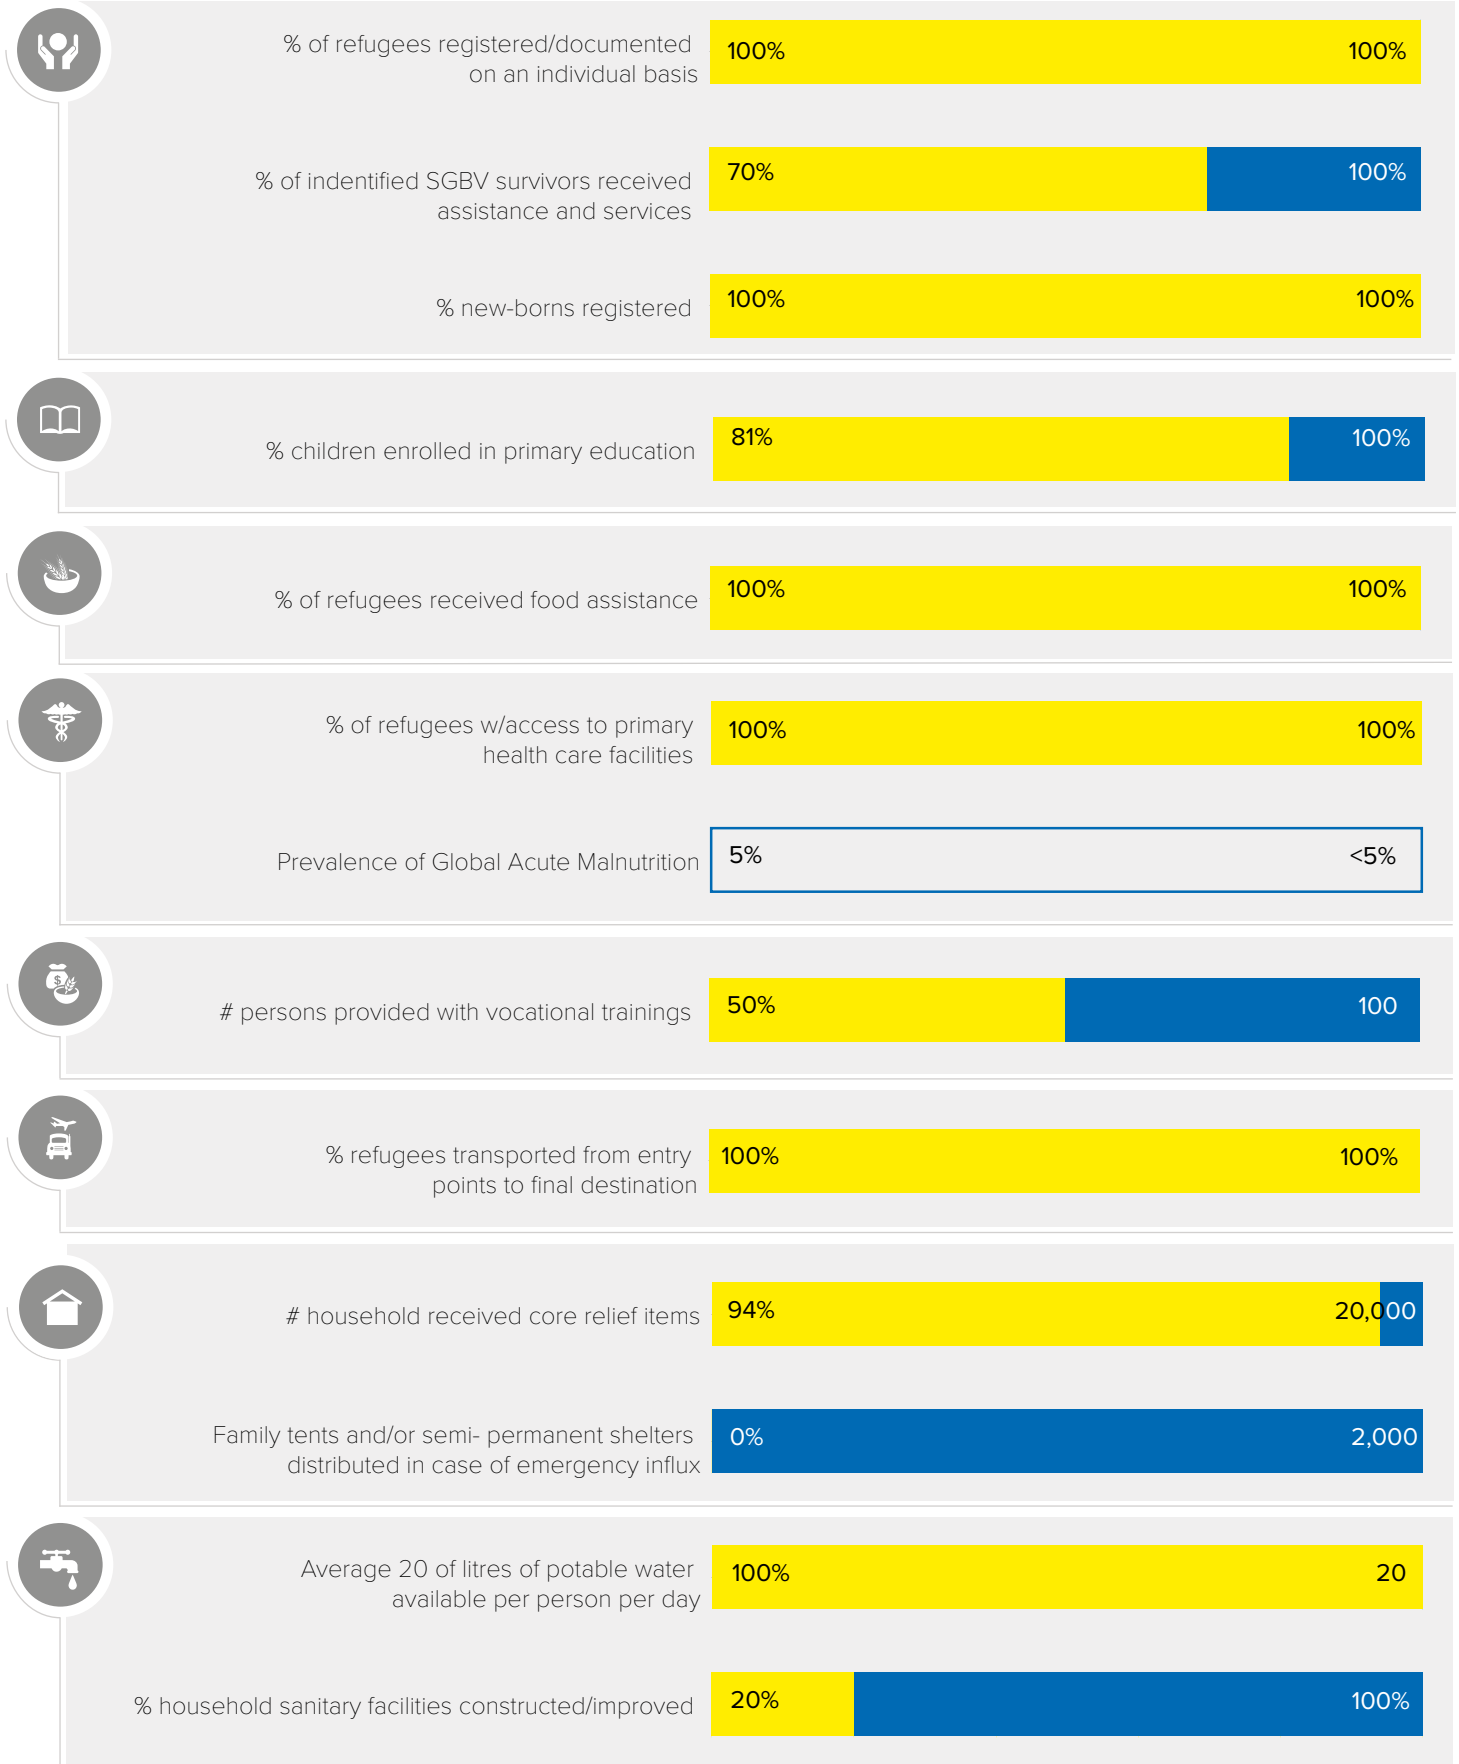 % of refugees registered/documented
on an individual basis
100%
100%
% of indentified SGBV survivors received
assistance and services
70%
100%
% new-borns registered
100%
100%
% children enrolled in primary education
81%
100%
% of refugees received food assistance
100%
100%
% of refugees w/access to primary
health care facilities
100%
100%
Prevalence of Global Acute Malnutrition
5%
<5%
# persons provided with vocational trainings
50%
100
% refugees transported from entry
points to final destination
100%
100%
# household received core relief items
94%
20,000
Family tents and/or semi- permanent shelters
distributed in case of emergency influx
0%
2,000
Average 20 of litres of potable water
available per person per day
100%
20
% household sanitary facilities constructed/improved
20%
100%